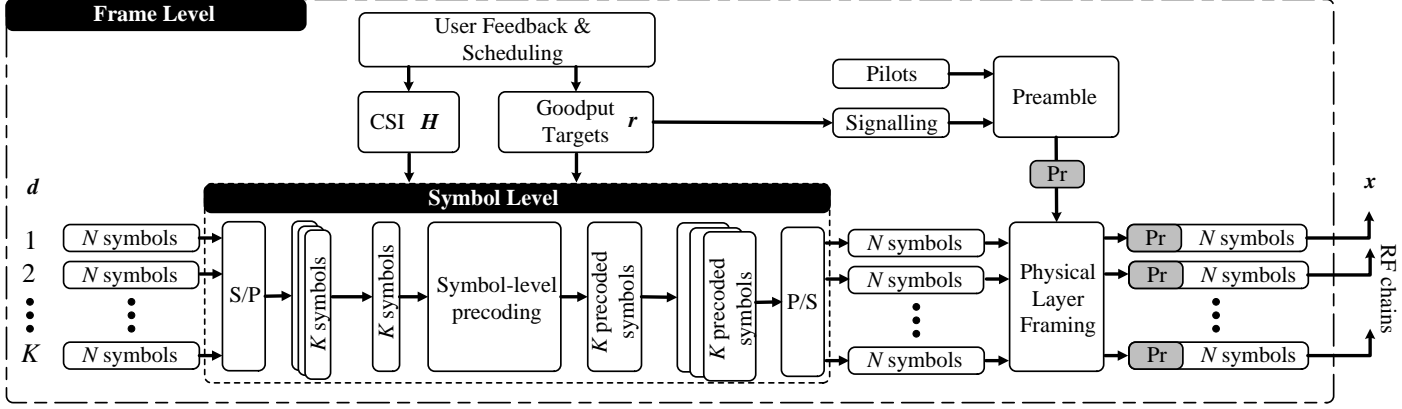 Frame Level
User Feedback &
Scheduling
CSI H
Goodput
Targets r
Pilots
Signalling
Preamble
Pr
d
Symbol Level
x
1
N symbols
2
N symbols
K
N symbols
S/P
K symbols
K symbols
Symbol-level
precoding
K precoded
symbols
K precoded
symbols
P/S
N symbols
N symbols
N symbols
Physical
Layer
Framing
Pr N symbols
Pr N symbols
Pr N symbols
RF chains